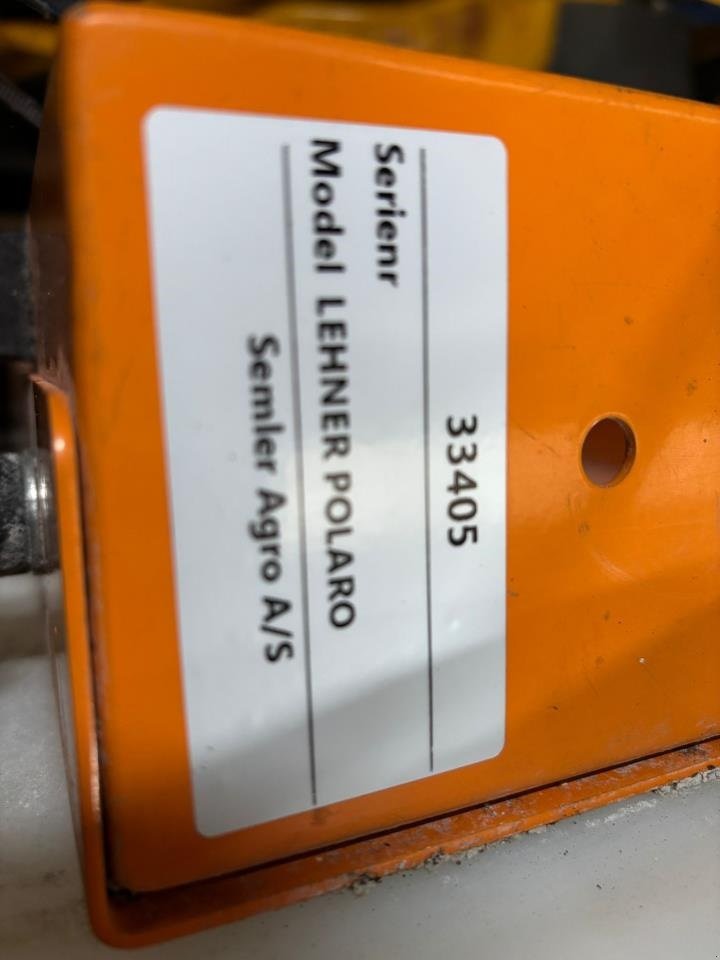 33405
Serienr
Model LEHNER POLARO
Semler Agro A/S